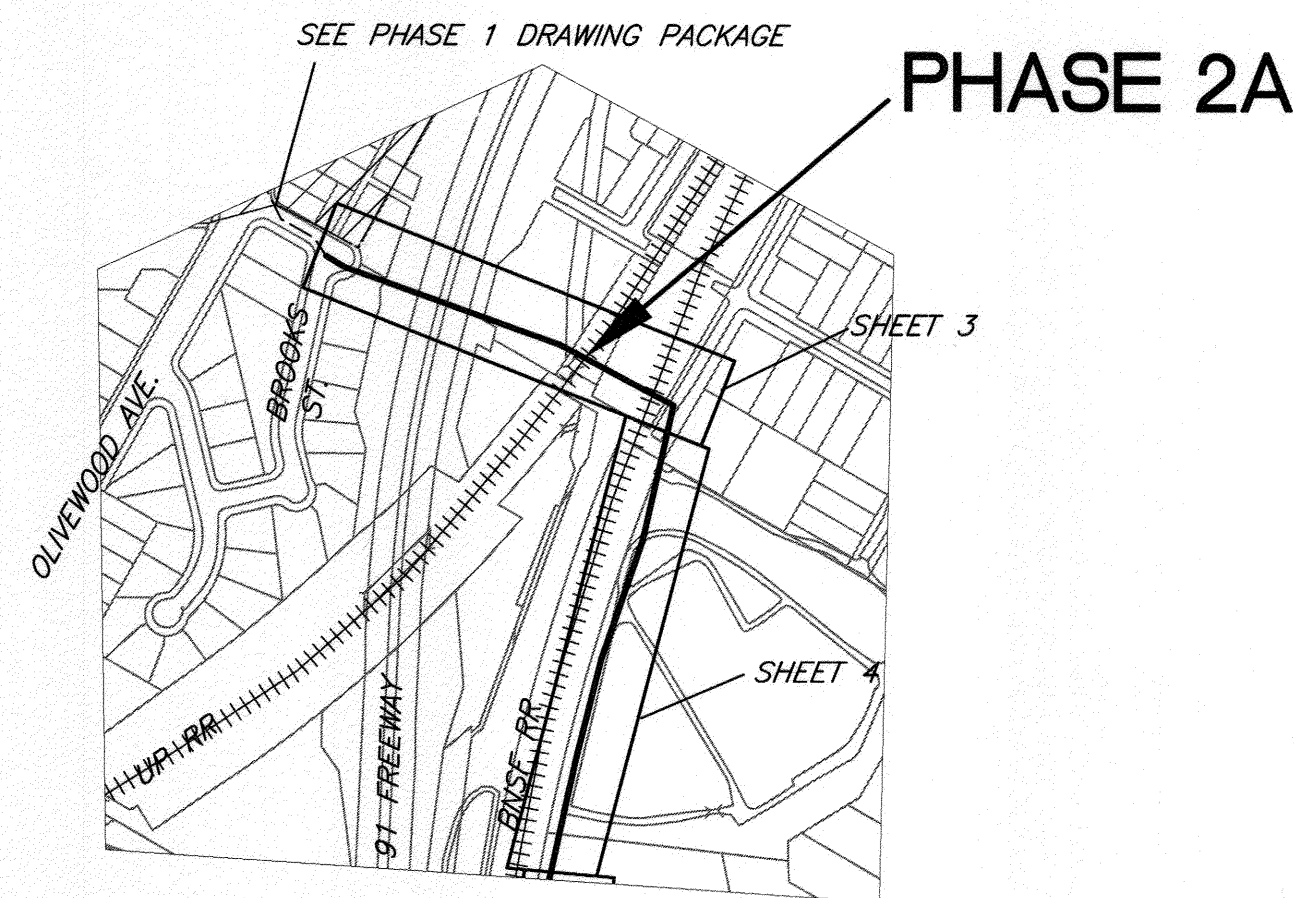 SEE PHASE 1 DRAWING PACKAGE
PHASE 2A
SHEET 3
BROOKS
ST.
OLIVEWOOD AVE.
SHEET 4
UP RR
91 FREEWAY
BNSF RR